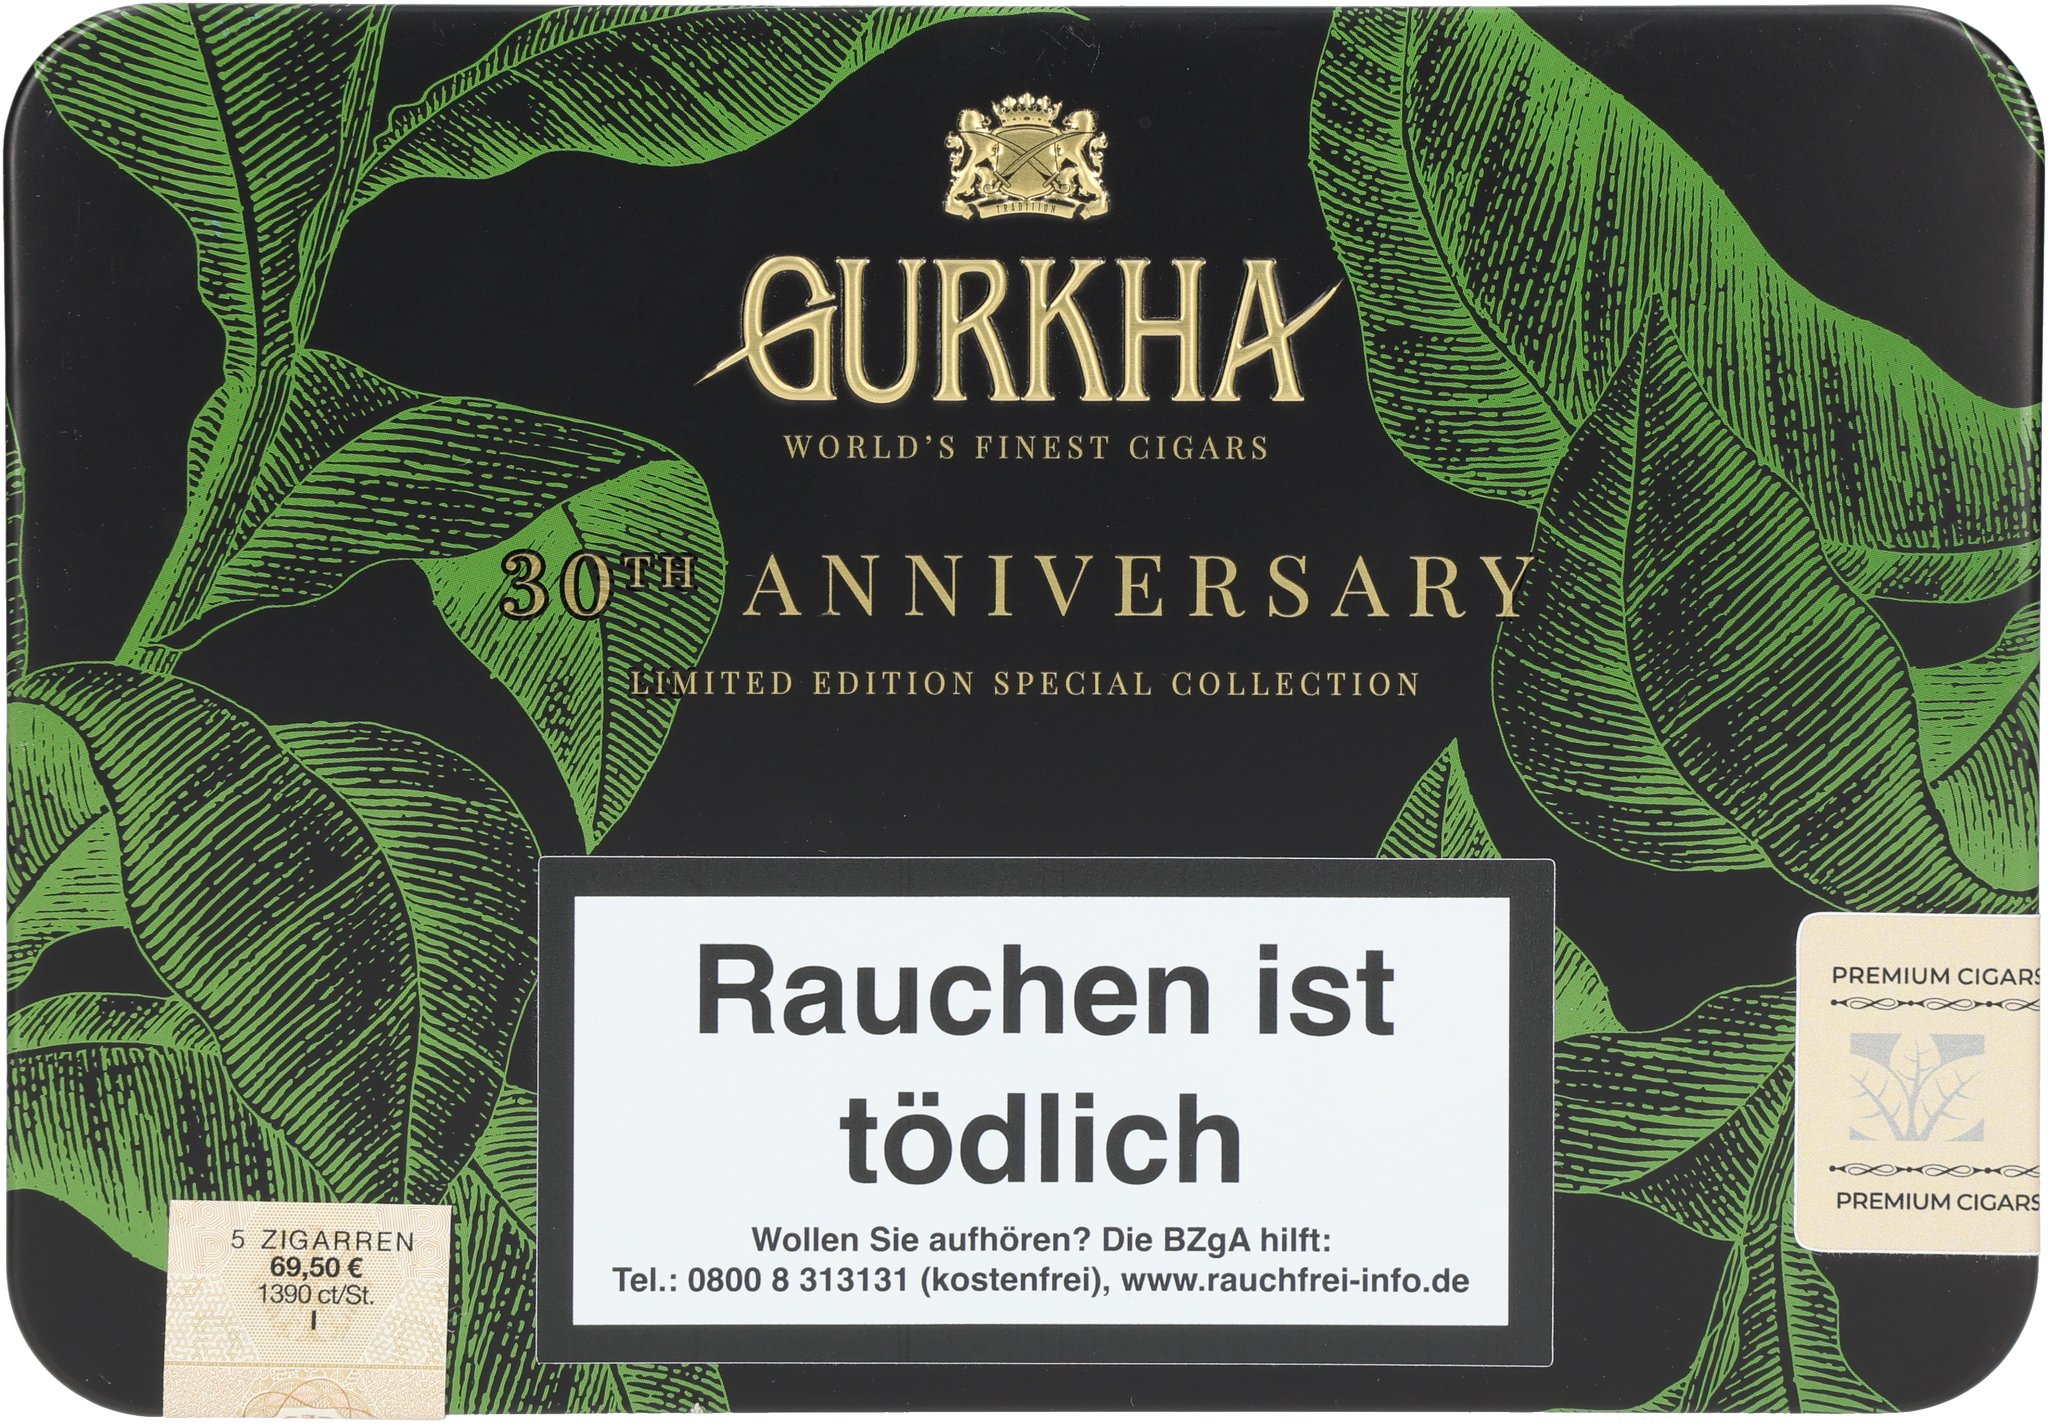 TRADITION
GURKHA
WORLD'S FINEST CIGARS
30TH ANNIVERSARY
LIMITED EDITION SPECIAL COLLECTION
Rauchen ist
tödlich
Wollen Sie aufhören? Die BZgA hilft:
Tel.: 0800 8 313131 (kostenfrei), www.rauchfrei-info.de
5 ZIGARREN
69,50 €
1390 ct/St.
I
PREMIUM CIGARS
PREMIUM CIGARS